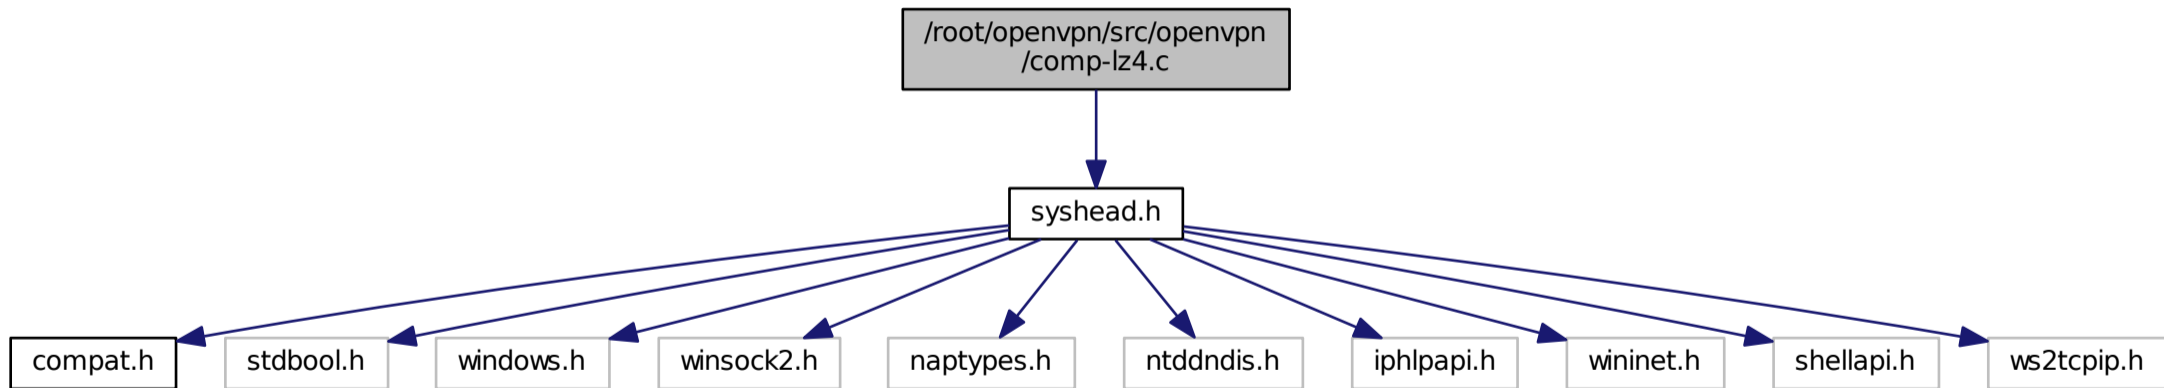 /root/openvpn/src/openvpn
/comp-lz4.c
syshead.h
compat.h
stdbool.h
windows.h
winsock2.h
naptypes.h
ntddndis.h
iphlpapi.h
wininet.h
shellapi.h
ws2tcpip.h